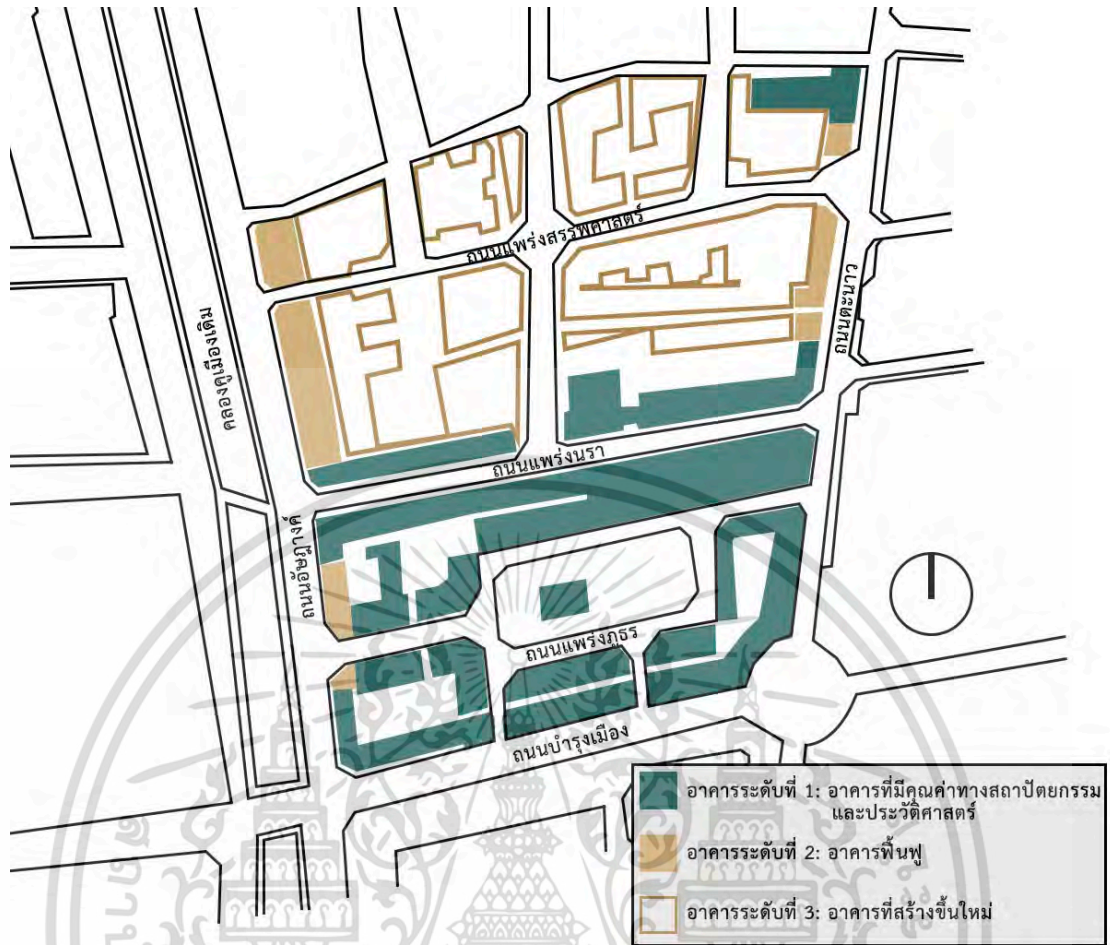 ถนนแพร่งสรรพศาสตร์
คลองคูเมืองเดิม
ถนนตะนาว
ถนนแพร่งนรา
ถนนอัษฎางค์
ถนนแพร่งภูธร
ถนนบำรุงเมือง
อาคารระดับที่ 1: อาคารที่มีคุณค่าทางสถาปัตยกรรม
และประวัติศาสตร์
อาคารระดับที่ 2: อาคารฟื้นฟู
อาคารระดับที่ 3: อาคารที่สร้างขึ้นใหม่